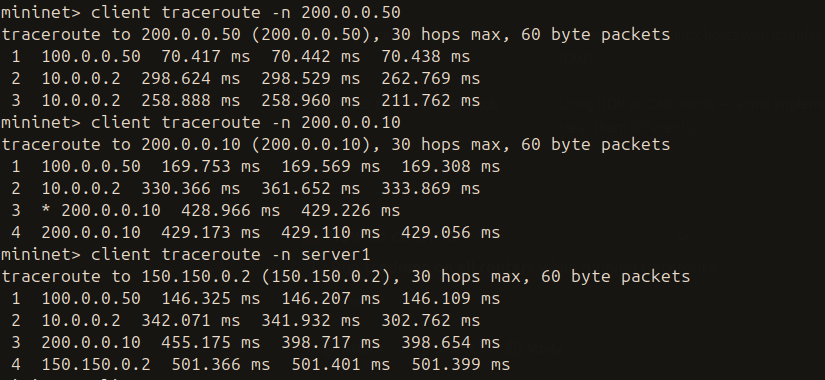 mininet> client traceroute -n 200.0.0.50
traceroute to 200.0.0.50 (200.0.0.50), 30 hops max, 60 byte packets
 1  100.0.0.50  70.417 ms  70.442 ms  70.438 ms
 2  10.0.0.2  298.624 ms  298.529 ms  262.769 ms
 3  10.0.0.2  258.888 ms  258.960 ms  211.762 ms
mininet> client traceroute -n 200.0.0.10
traceroute to 200.0.0.10 (200.0.0.10), 30 hops max, 60 byte packets
 1  100.0.0.50  169.753 ms  169.569 ms  169.308 ms
 2  10.0.0.2  330.366 ms  361.652 ms  333.869 ms
 3  * 200.0.0.10  428.966 ms  429.226 ms
 4  200.0.0.10  429.173 ms  429.110 ms  429.056 ms
mininet> client traceroute -n server1
traceroute to 150.150.0.2 (150.150.0.2), 30 hops max, 60 byte packets
 1  100.0.0.50  146.325 ms  146.207 ms  146.109 ms
 2  10.0.0.2  342.071 ms  341.932 ms  302.762 ms
 3  200.0.0.10  455.175 ms  398.717 ms  398.654 ms
 4  150.150.0.2  501.366 ms  501.401 ms  501.399 ms